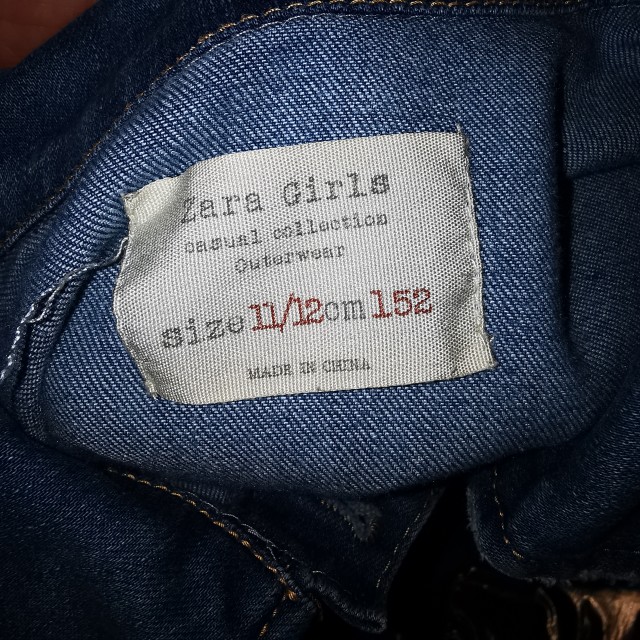 Zara Girls
casual collection
Outerwear
size 11/12 cm 152
MADE IN CHINA